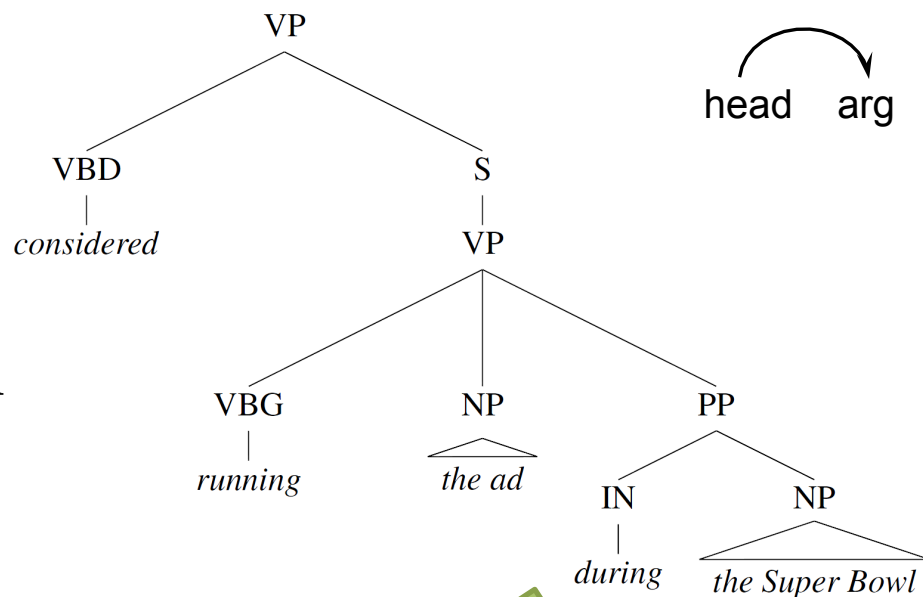 VP
head arg
VBD S
considered
VP
VBG NP PP
running the ad
IN NP
during the Super Bowl